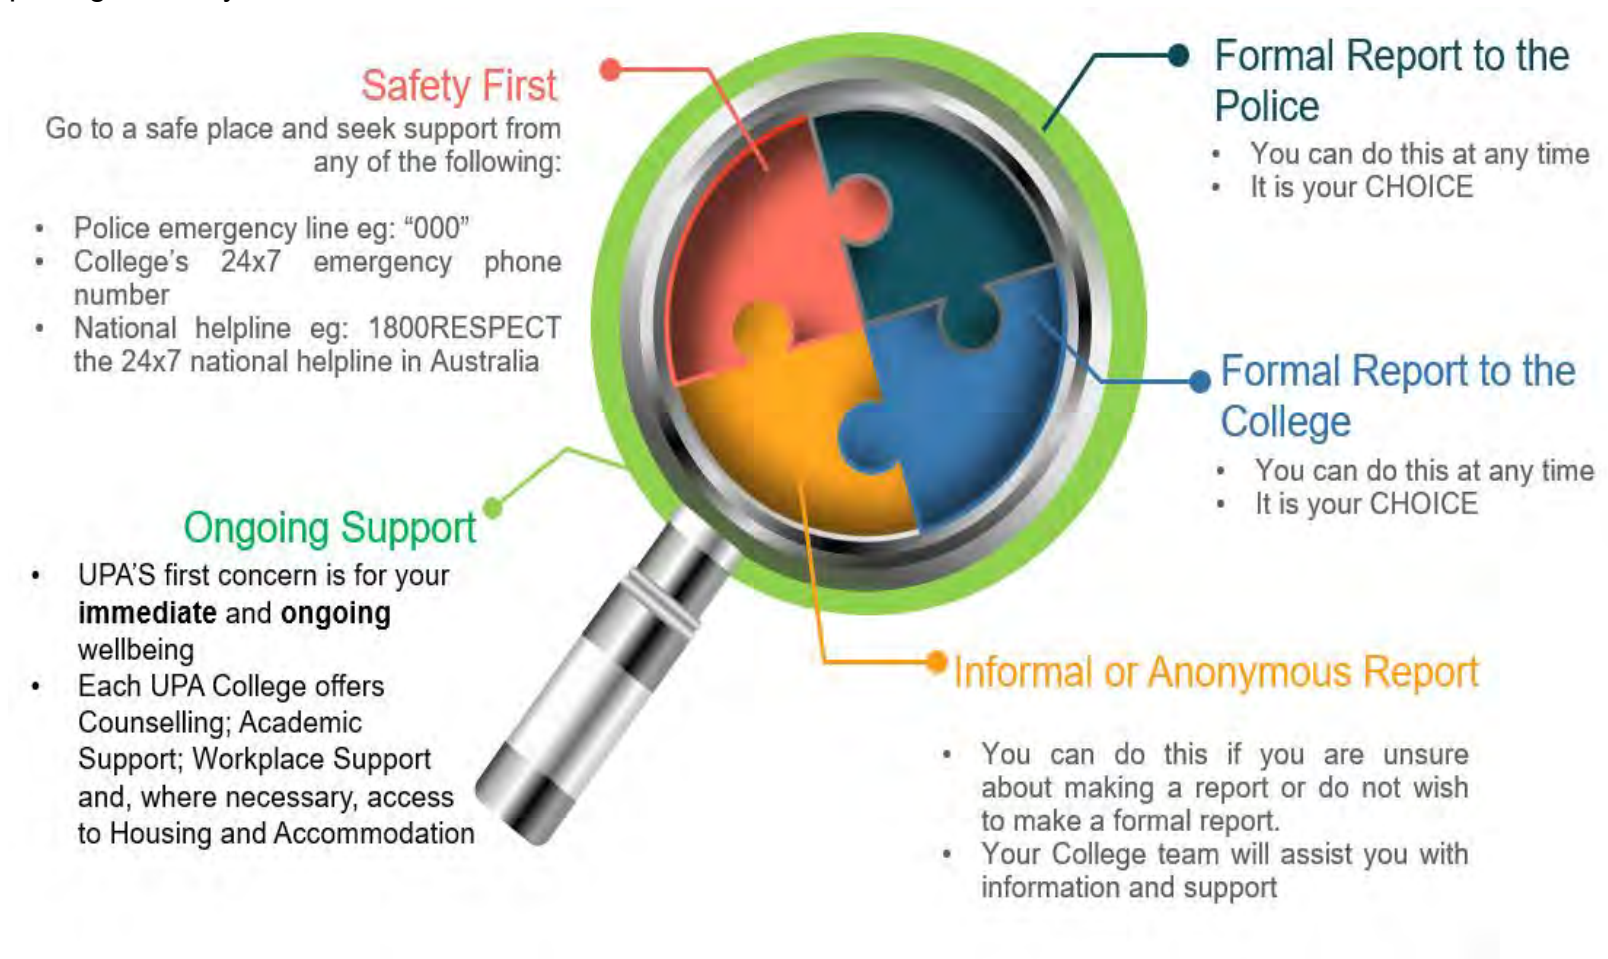 Safety First
Go to a safe place and seek support from
any of the following:
• Police emergency line eg: “000”
• College’s 24x7 emergency phone
number
• National helpline eg: 1800RESPECT
the 24x7 national helpline in Australia
Ongoing Support
• UPA’S first concern is for your
immediate and ongoing
wellbeing
• Each UPA College offers
Counselling; Academic
Support; Workplace Support
and, where necessary, access
to Housing and Accommodation
Formal Report to the
Police
• You can do this at any time
• It is your CHOICE
Formal Report to the
College
• You can do this at any time
• It is your CHOICE
Informal or Anonymous Report
• You can do this if you are unsure
about making a report or do not wish
to make a formal report.
• Your College team will assist you with
information and support